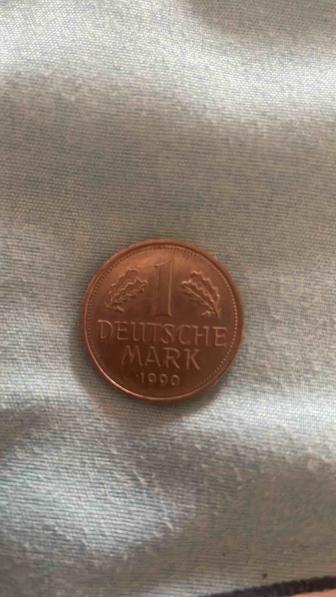 1
DEUTSCHE
MARK
·1990·